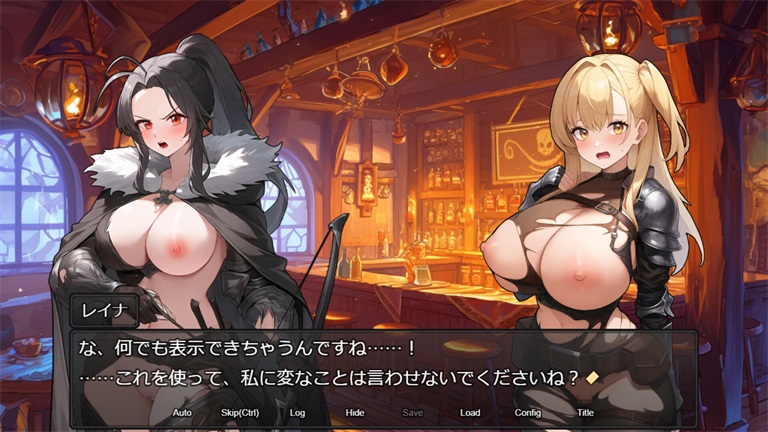 レイナ
な、何でも表示できちゃうんですね……！
……これを使って、私に変なことは言わせないでくださいね？
Auto Skip(Ctrl) Log Hide Save Load Config Title